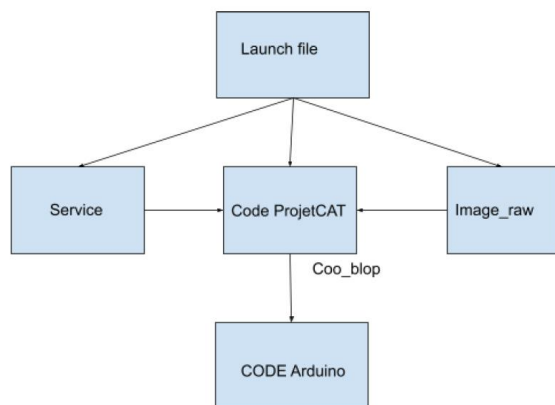 Launch file
Service
Code ProjetCAT
Image_raw
Coo_blop
CODE Arduino